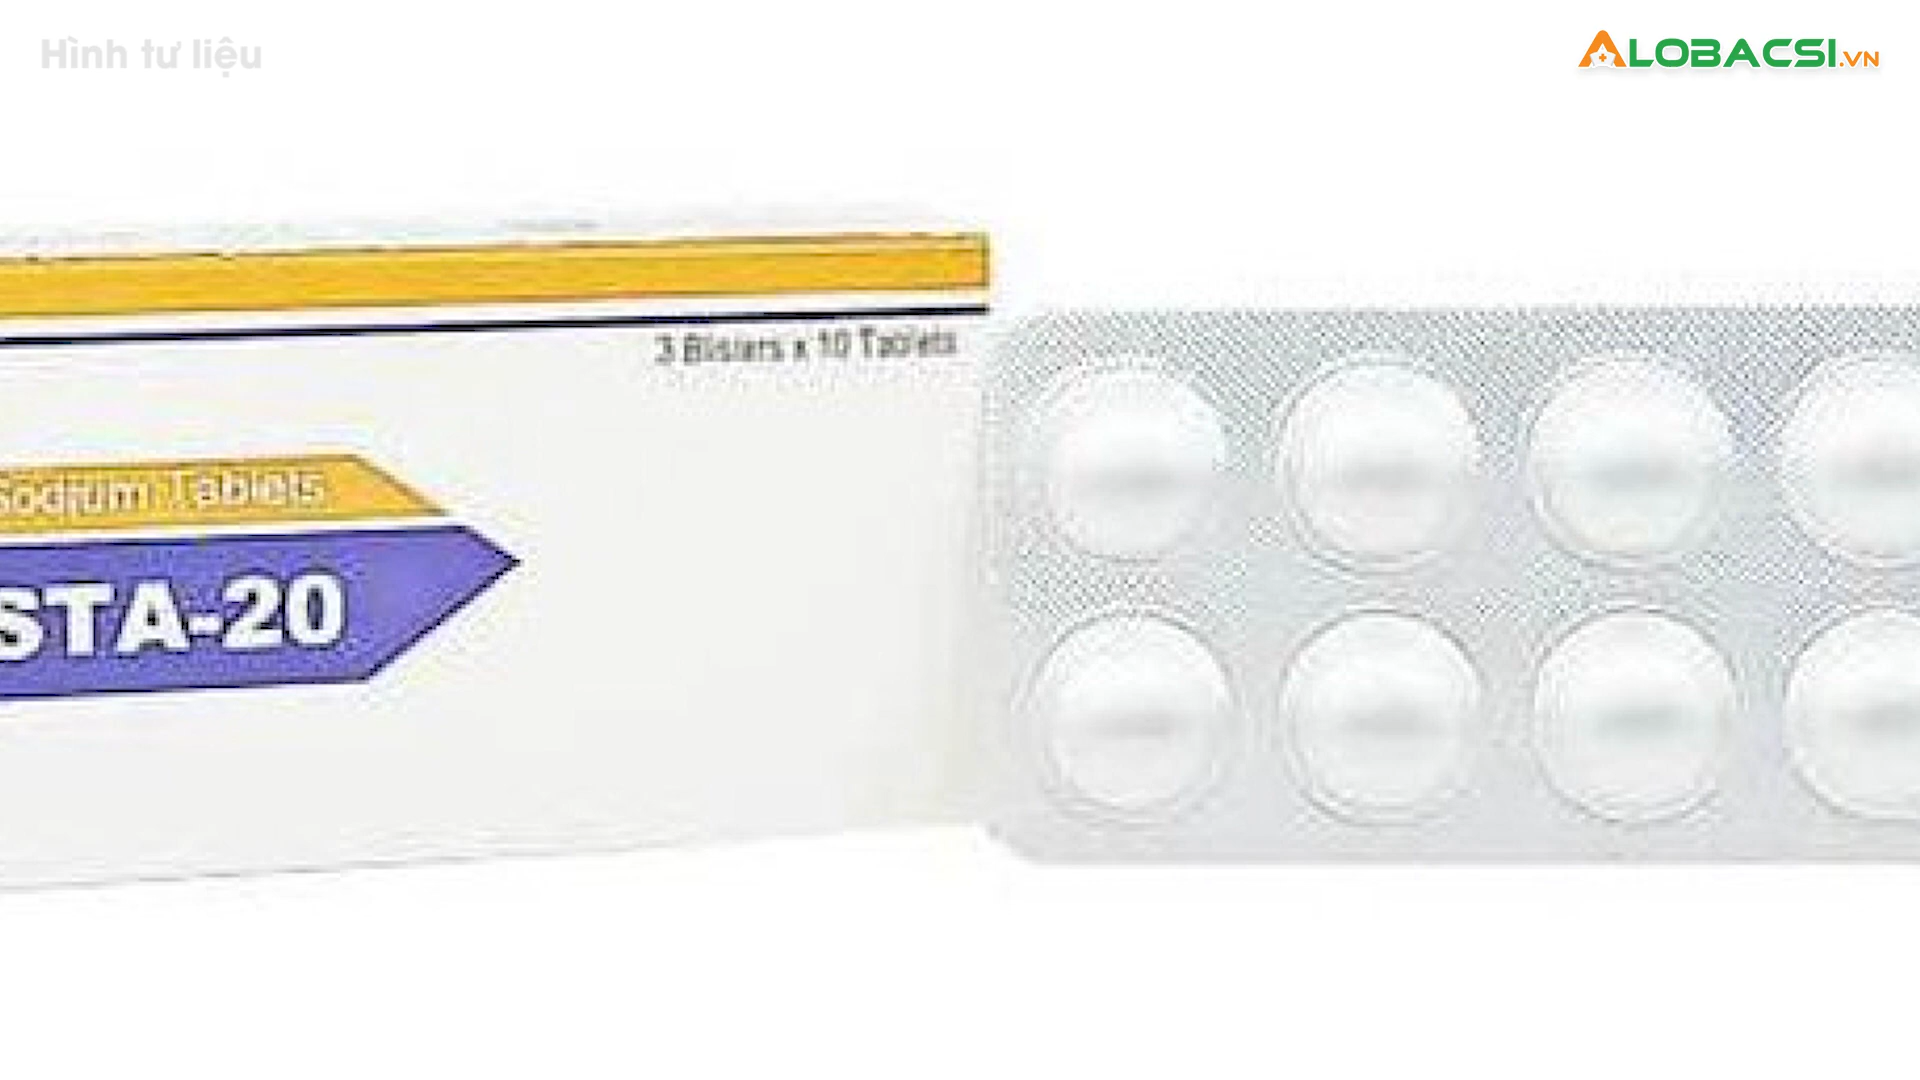 Hình tư liệu
ALOBACSI.VN
3 Blisters x 10 Tablets
Sodium Tablets
STA-20